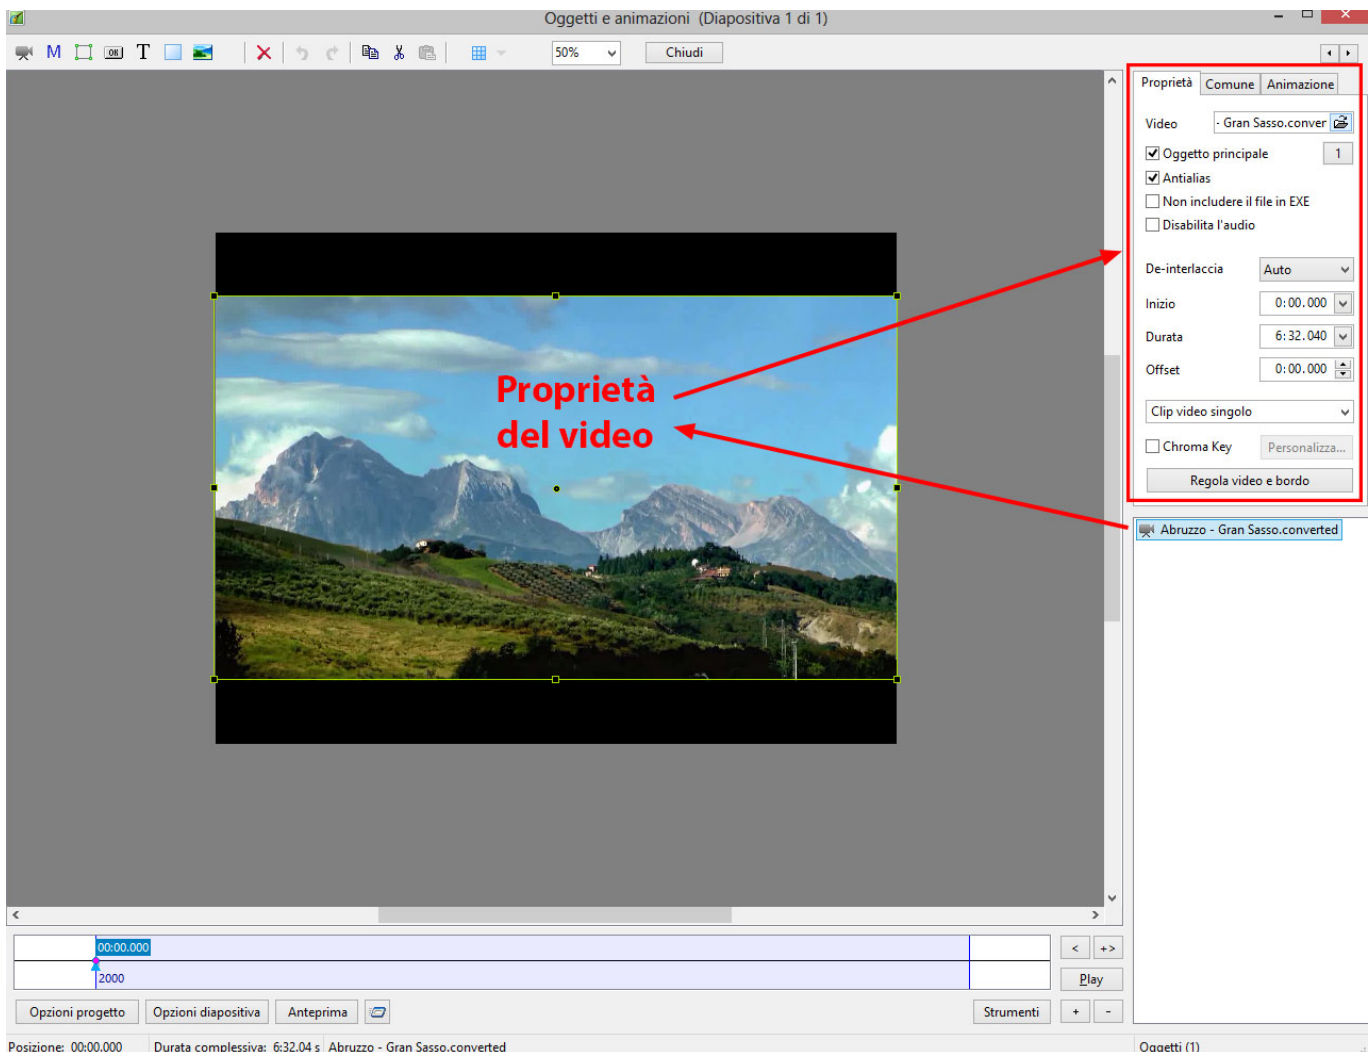 Oggetti e animazioni (Diapositiva 1 di 1)
M OK T 50% Chiudi
Proprietà Comune Animazione
Video - Gran Sasso.conver
Oggetto principale 1
Antialias
Non includere il file in EXE
Disabilita l'audio
De-interlaccia Auto
Inizio 0:00.000
Durata 6:32.040
Offset 0:00.000
Clip video singolo
Chroma Key Personalizza...
Regola video e bordo
Abruzzo - Gran Sasso.converted
Proprietà
del video
00:00.000
2000
< +>
Play
Opzioni progetto Opzioni diapositiva Anteprima Strumenti + -
Posizione: 00:00.000 Durata complessiva: 6:32.04 s Abruzzo - Gran Sasso.converted Oggetti (1)